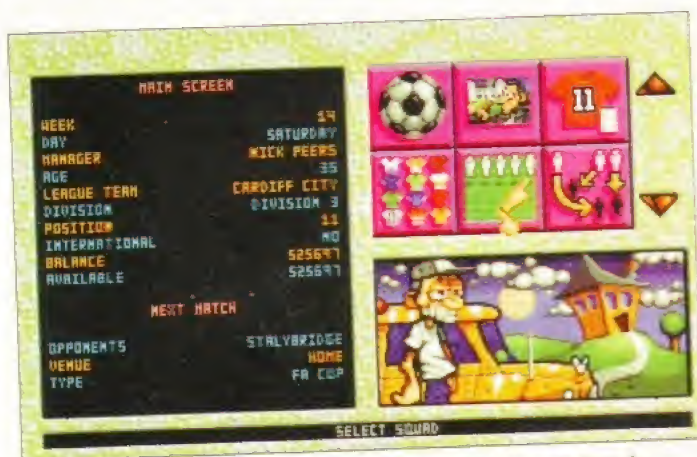 MAIN SCREEN
WEEK 14
DAY SATURDAY
MANAGER MICK PEERS
AGE 35
LEAGUE TEAM CARDIFF CITY
DIVISION DIVISION 3
POSITION 11
INTERNATIONAL NO
BALANCE 525697
AVAILABLE 525697
NEXT MATCH
OPPONENTS STALYBRIDGE
VENUE HOME
TYPE FA CUP
11
SELECT SQUAD